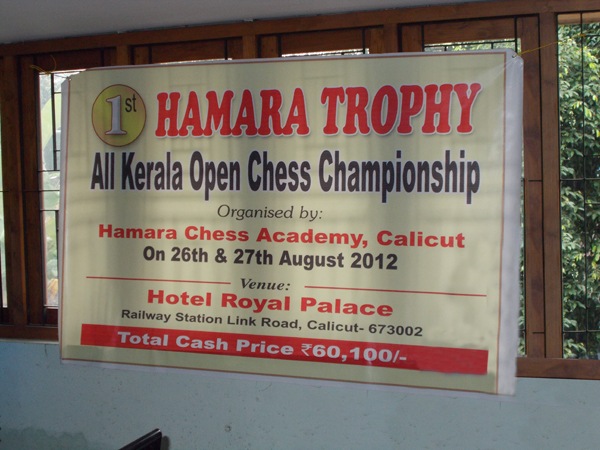 1st HAMARA TROPHY
All Kerala Open Chess Championship
Organised by:
Hamara Chess Academy, Calicut
On 26th & 27th August 2012
Venue:
Hotel Royal Palace
Railway Station Link Road, Calicut- 673002
Total Cash Price ₹60,100/-